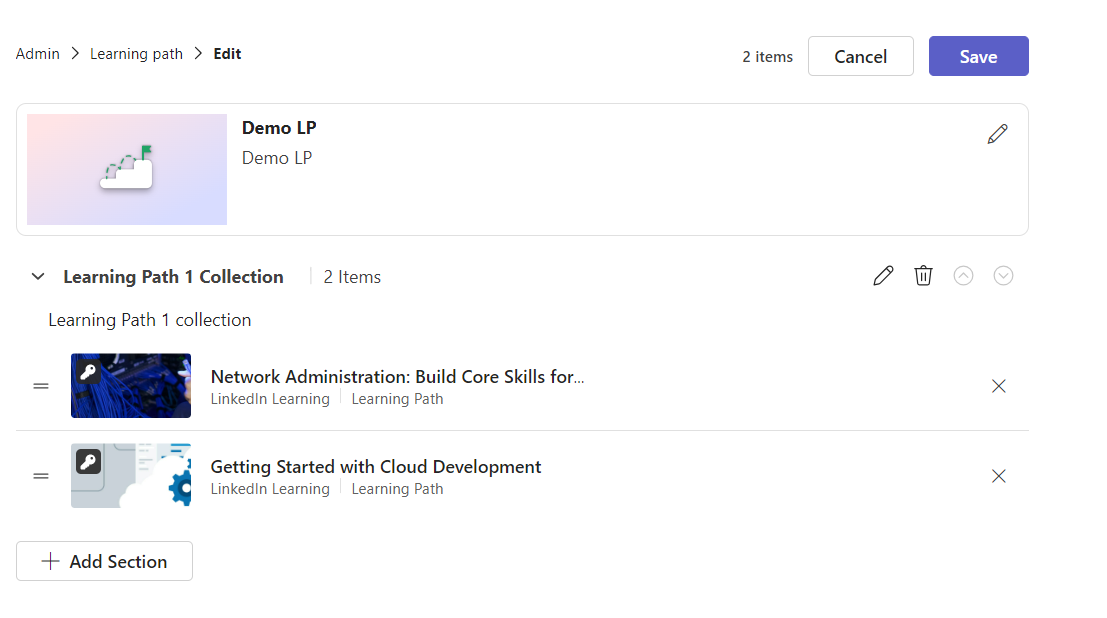 Admin > Learning path > Edit
2 items
Cancel
Save
Demo LP
Demo LP
Learning Path 1 Collection | 2 Items
Learning Path 1 collection
Network Administration: Build Core Skills for...
LinkedIn Learning | Learning Path
Getting Started with Cloud Development
LinkedIn Learning | Learning Path
+ Add Section